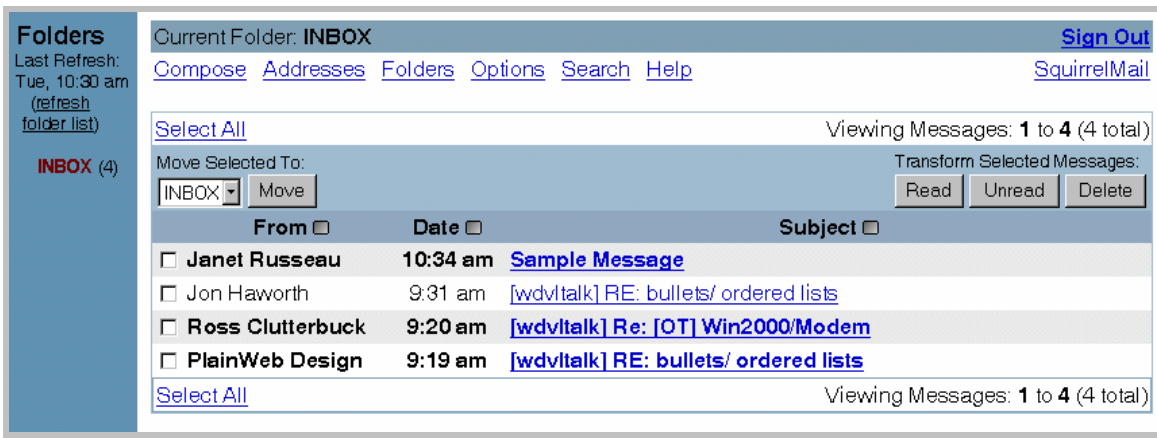 Folders
Last Refresh:
Tue, 10:30 am
(refresh
folder list)
INBOX (4)
Current Folder: INBOX Sign Out
Compose Addresses Folders Options Search Help SquirrelMail
Select All Viewing Messages: 1 to 4 (4 total)
Move Selected To: Transform Selected Messages:
INBOX Move Read Unread Delete
From Date Subject
Janet Russeau 10:34 am Sample Message
Jon Haworth 9:31 am [wdvltalk] RE: bullets/ ordered lists
Ross Clutterbuck 9:20 am [wdvltalk] Re: [OT] Win2000/Modem
PlainWeb Design 9:19 am [wdvltalk] RE: bullets/ ordered lists
Select All Viewing Messages: 1 to 4 (4 total)